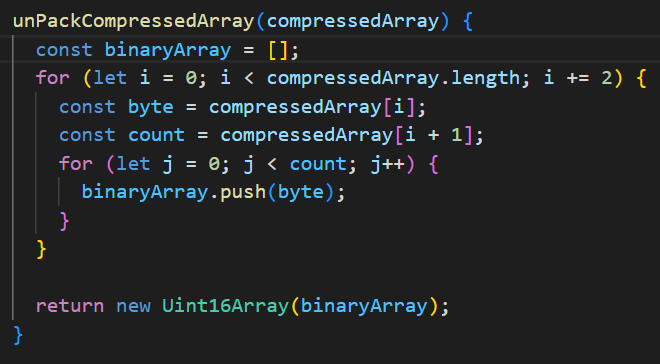 unPackCompressedArray(compressedArray) {
const binaryArray = [];
for (let i = 0; i < compressedArray.length; i += 2) {
const byte = compressedArray[i];
const count = compressedArray[i + 1];
for (let j = 0; j < count; j++) {
binaryArray.push(byte);
}
}
return new Uint16Array(binaryArray);
}